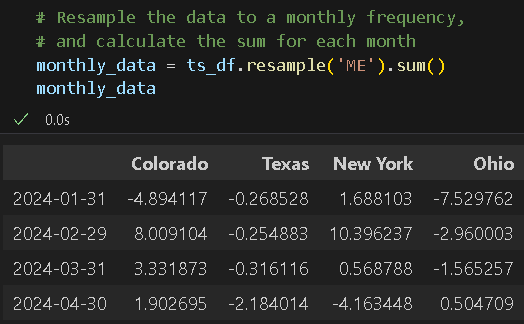 # Resample the data to a monthly frequency,
# and calculate the sum for each month
monthly_data = ts_df.resample('ME').sum()
monthly_data
✓ 0.0s
Colorado Texas New York Ohio
2024-01-31 -4.894117 -0.268528 1.688103 -7.529762
2024-02-29 8.009104 -0.254883 10.396237 -2.960003
2024-03-31 3.331873 -0.316116 0.568788 -1.565257
2024-04-30 1.902695 -2.184014 -4.163448 0.504709